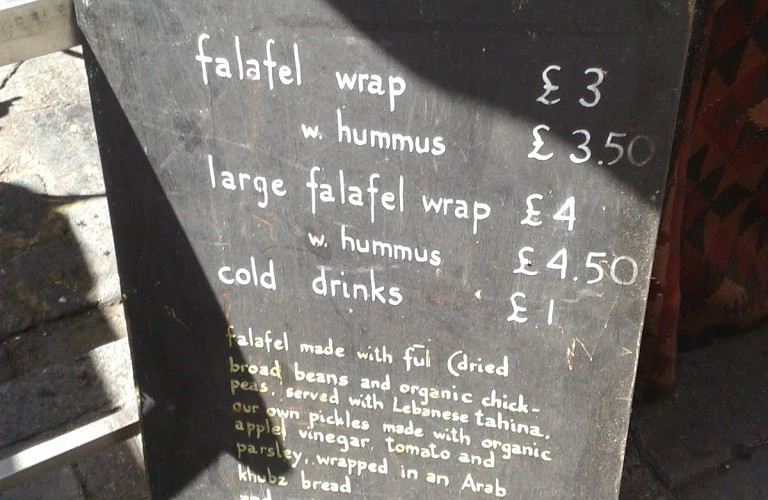 falafel wrap £3
w. hummus £3.50
large falafel wrap £4
w. hummus £4.50
cold drinks £1
falafel made with fūl (dried
broad beans and organic chick-
peas, served with Lebanese tahina,
our own pickles made with organic
apple vinegar, tomato and
parsley, wrapped in an Arab
khubz bread
and